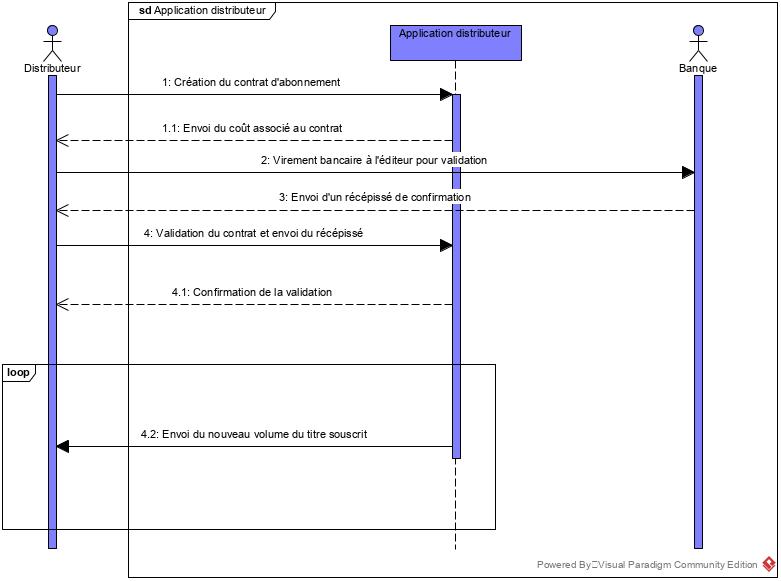 sd Application distributeur
Application distributeur
Distributeur
Banque
1: Création du contrat d'abonnement
1.1: Envoi du coût associé au contrat
2: Virement bancaire à l'éditeur pour validation
3: Envoi d'un récépissé de confirmation
4: Validation du contrat et envoi du récépissé
4.1: Confirmation de la validation
loop
4.2: Envoi du nouveau volume du titre souscrit
Powered By Visual Paradigm Community Edition